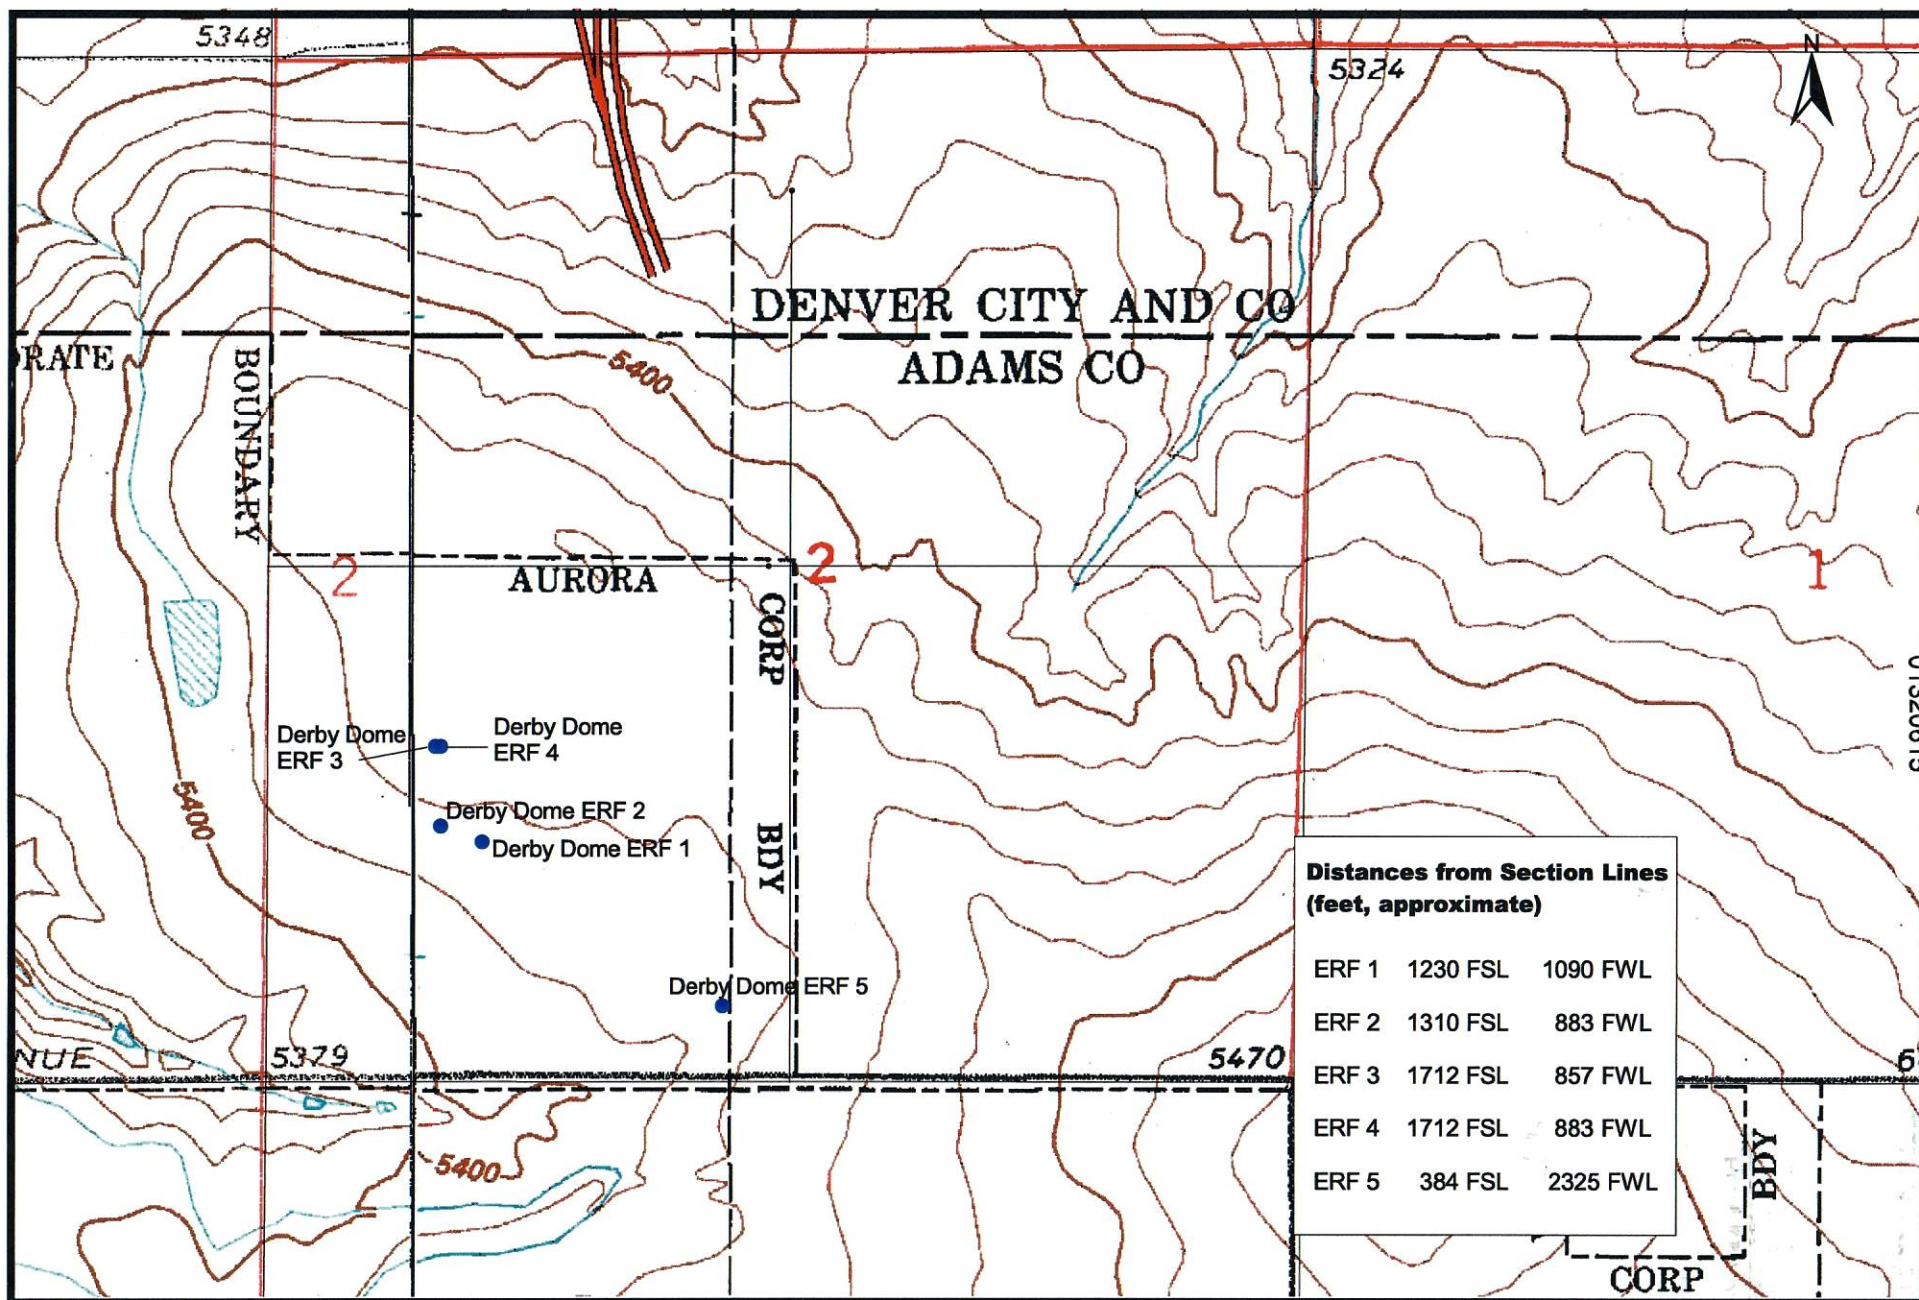 5348
N
5324
DENVER CITY AND CO
ADAMS CO
ORATE
BOUNDARY
5400
2
2
1
AURORA
CORP
BDY
Derby Dome
ERF 3
Derby Dome
ERF 4
5400
Derby Dome ERF 2
Derby Dome ERF 1
Derby Dome ERF 5
NUE
5379
5470
5400
Distances from Section Lines
(feet, approximate)
ERF 1 1230 FSL 1090 FWL
ERF 2 1310 FSL 883 FWL
ERF 3 1712 FSL 857 FWL
ERF 4 1712 FSL 883 FWL
ERF 5 384 FSL 2325 FWL
BDY
CORP